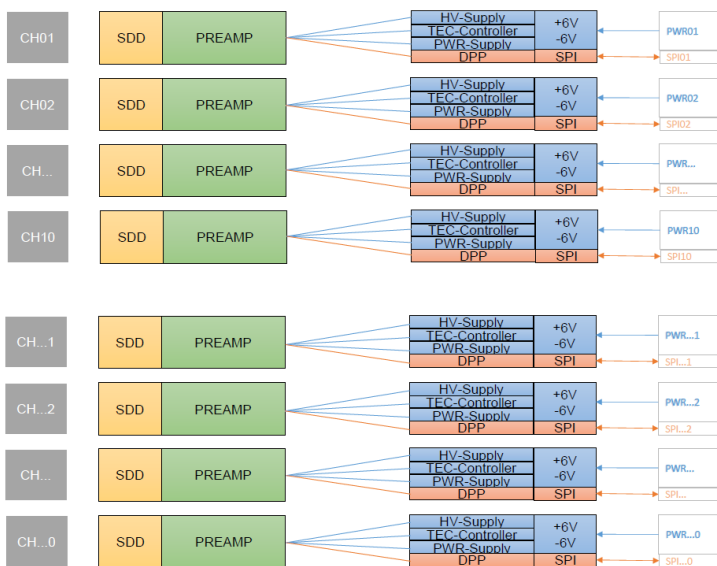 CH01 SDD PREAMP HV-Supply TEC-Controller PWR-Supply DPP +6V -6V SPI PWR01 SPI01
CH02 SDD PREAMP HV-Supply TEC-Controller PWR-Supply DPP +6V -6V SPI PWR02 SPI02
CH... SDD PREAMP HV-Supply TEC-Controller PWR-Supply DPP +6V -6V SPI PWR... SPI...
CH10 SDD PREAMP HV-Supply TEC-Controller PWR-Supply DPP +6V -6V SPI PWR10 SPI10
CH...1 SDD PREAMP HV-Supply TEC-Controller PWR-Supply DPP +6V -6V SPI PWR...1 SPI...1
CH...2 SDD PREAMP HV-Supply TEC-Controller PWR-Supply DPP +6V -6V SPI PWR...2 SPI...2
CH... SDD PREAMP HV-Supply TEC-Controller PWR-Supply DPP +6V -6V SPI PWR... SPI...
CH...0 SDD PREAMP HV-Supply TEC-Controller PWR-Supply DPP +6V -6V SPI PWR...0 SPI...0